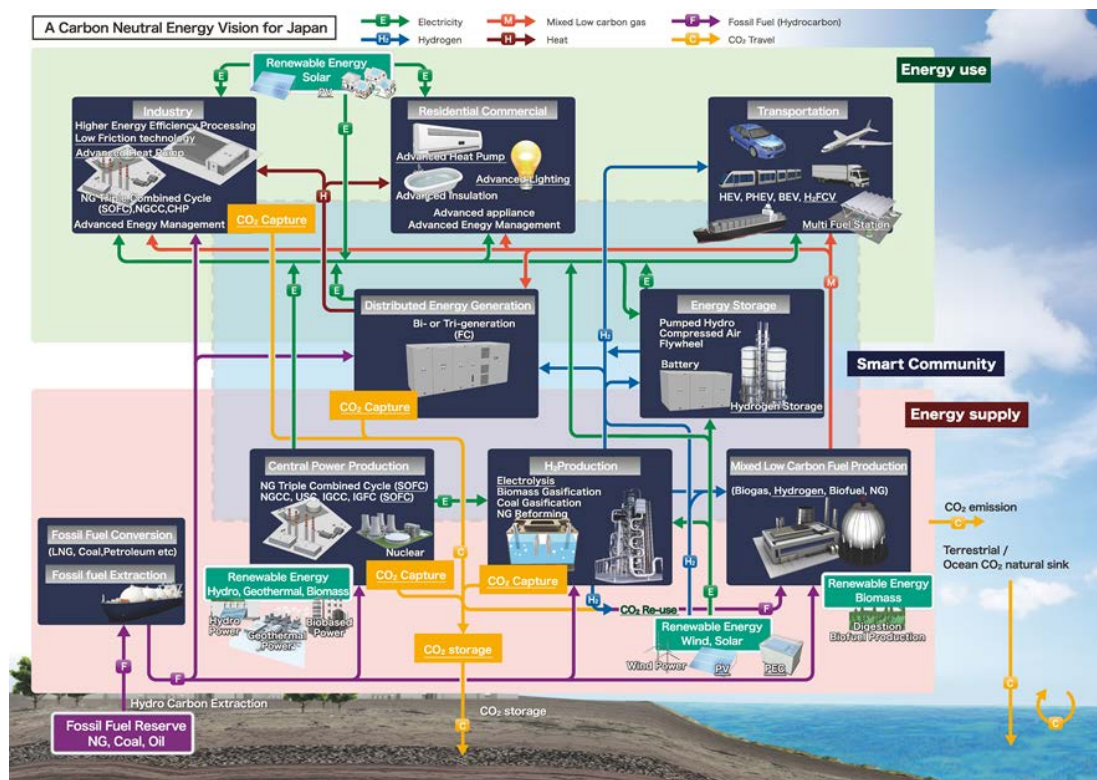 A Carbon Neutral Energy Vision for Japan
E Electricity
M Mixed Low carbon gas
F Fossil Fuel (Hydrocarbon)
H₂ Hydrogen
H Heat
C CO₂ Travel
Energy use
Renewable Energy
Solar
PV
E
E
E
Industry
Higher Energy Efficiency Processing
Low Friction technology
Advanced Heat Pump
NG Triple Combined Cycle
(SOFC),NGCC,CHP
Advanced Enegy Management
CO₂ Capture
H
Residential Commercial
Advanced Heat Pump
Advanced Lighting
Advanced Insulation
Advanced appliance
Advanced Enegy Management
Transportation
HEV, PHEV, BEV, H₂FCV
Multi Fuel Station
E
E
E
M
H₂
Distributed Energy Generation
Bi- or Tri-generation
(FC)
CO₂ Capture
Energy Storage
Pumped Hydro
Compressed Air
Flywheel
Battery
Hydrogen Storage
Smart Community
Energy supply
Central Power Production
NG Triple Combined Cycle (SOFC)
NGCC, USC, IGCC, IGFC (SOFC)
Nuclear
E
H₂Production
Electrolysis
Biomass Gasification
Coal Gasification
NG Reforming
H₂
Mixed Low Carbon Fuel Production
(Biogas, Hydrogen, Biofuel, NG)
CO₂ emission
C
Terrestrial /
Ocean CO₂ natural sink
Fossil Fuel Conversion
(LNG, Coal,Petroleum etc)
Fossil fuel Extraction
Renewable Energy
Hydro, Geothermal, Biomass
Hydro
Power
Geothermal
Power
Biobased
Power
C
CO₂ Capture
CO₂ Capture
H₂
CO₂ Re-use
F
E
Renewable Energy
Biomass
Digestion
Biofuel Production
Renewable Energy
Wind, Solar
Wind Power
PV
PEC
CO₂ storage
F
F
F
C
C
Hydro Carbon Extraction
Fossil Fuel Reserve
NG, Coal, Oil
CO₂ storage
C